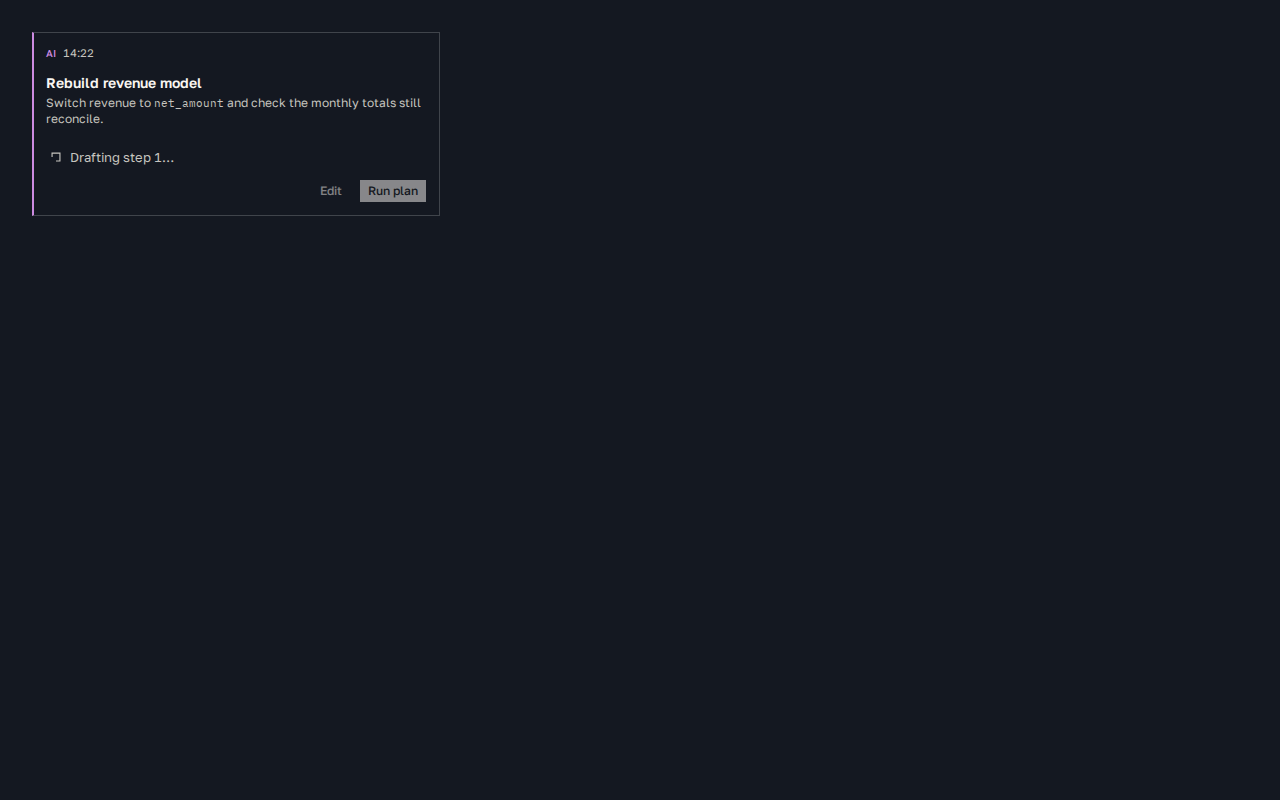 AI 14:22
Rebuild revenue model
Switch revenue to net_amount and check the monthly totals still
reconcile.
Drafting step 1…
Edit Run plan